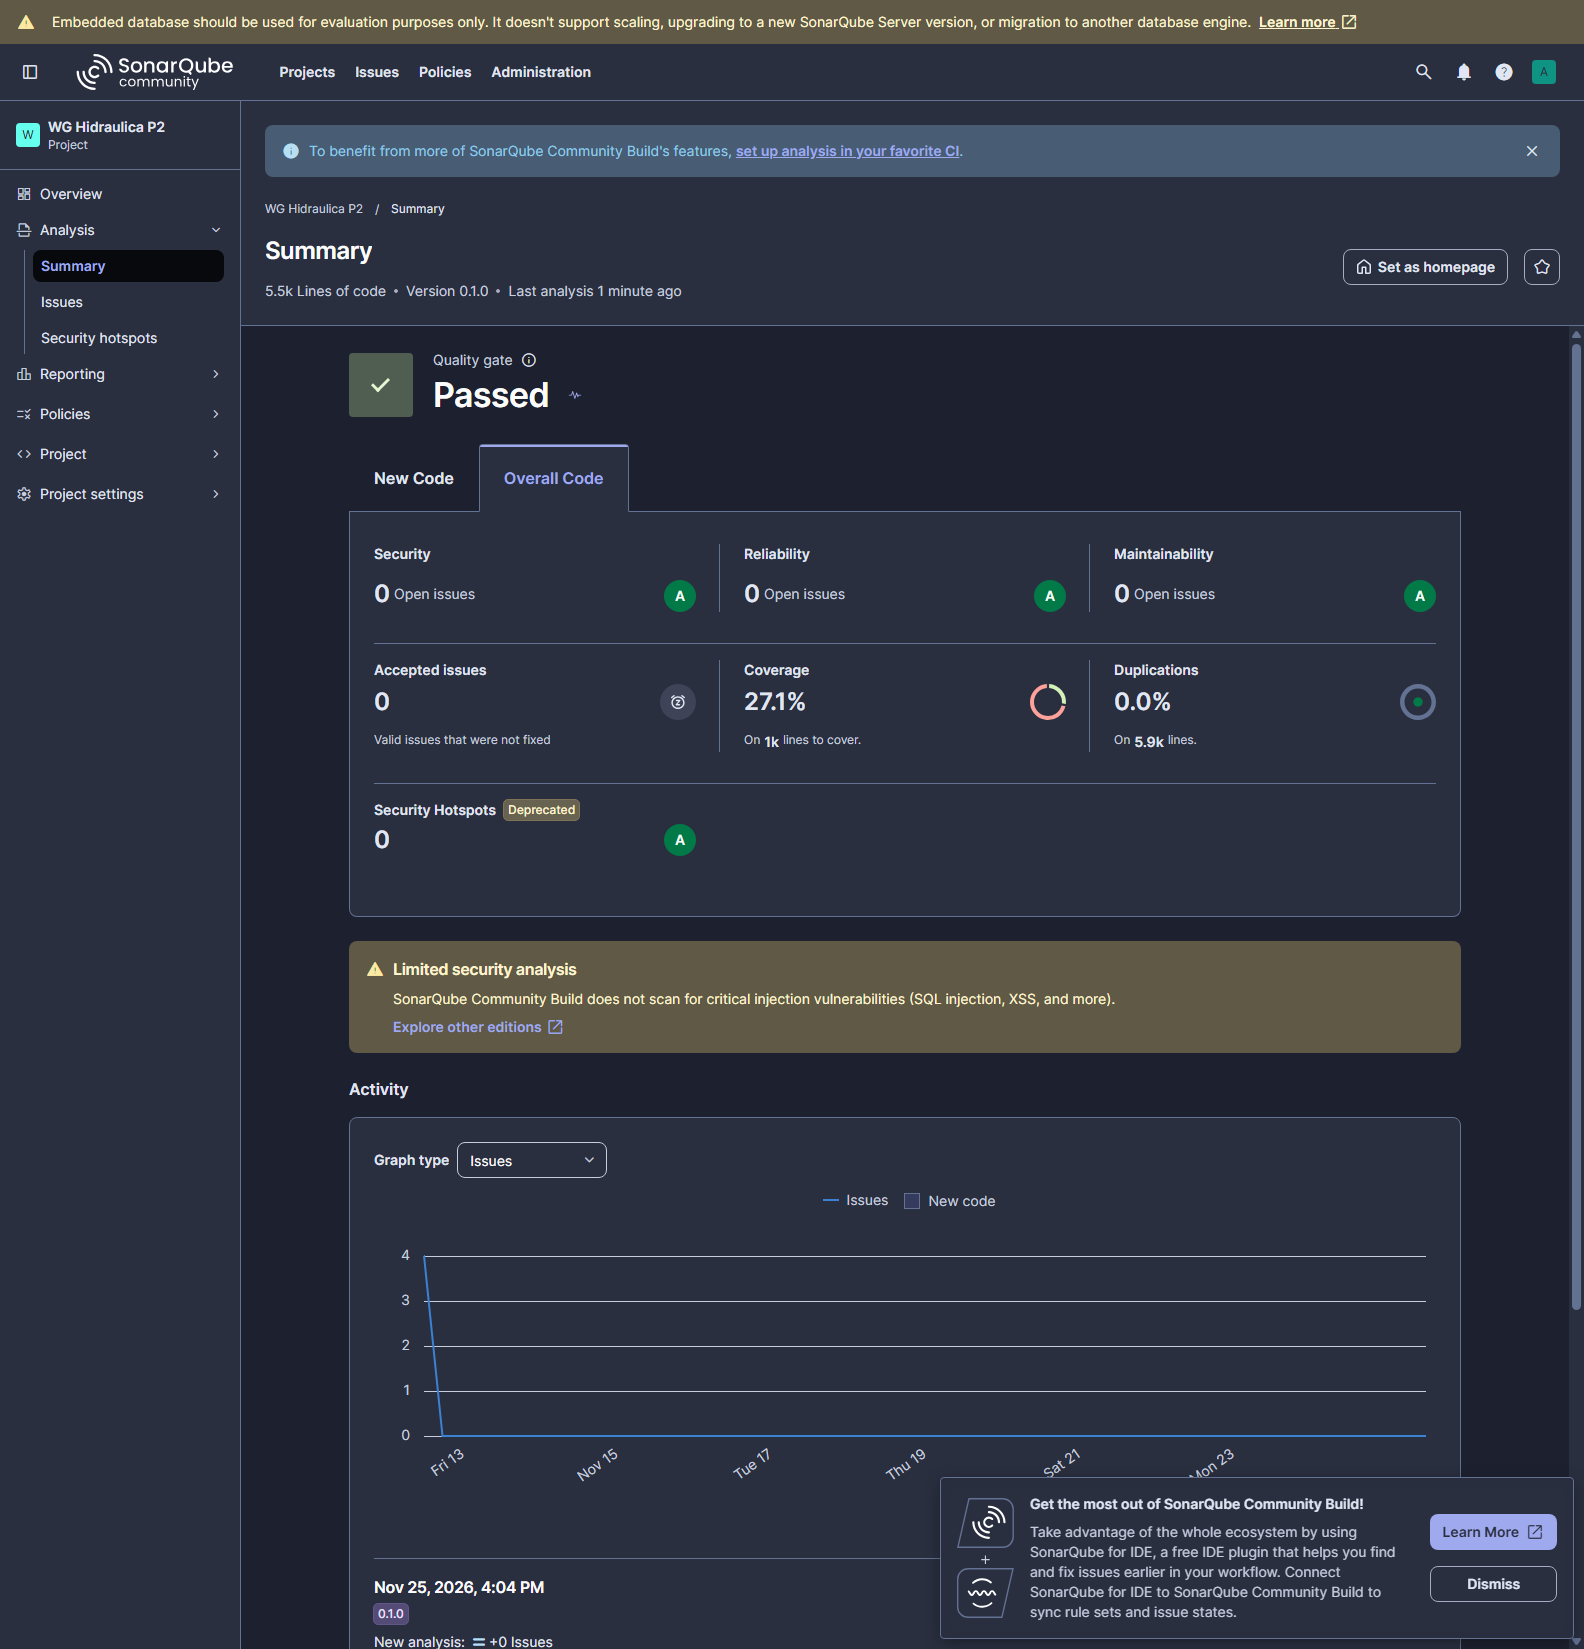 Embedded database should be used for evaluation purposes only. It doesn't support scaling, upgrading to a new SonarQube Server version, or migration to another database engine. Learn more
SonarQube community
Projects Issues Policies Administration
A
W
WG Hidraulica P2
Project
Overview
Analysis
Summary
Issues
Security hotspots
Reporting
Policies
Project
Project settings
To benefit from more of SonarQube Community Build's features, set up analysis in your favorite CI.
WG Hidraulica P2 / Summary
Summary
Set as homepage
5.5k Lines of code • Version 0.1.0 • Last analysis 1 minute ago
Quality gate
Passed
New Code Overall Code
Security Reliability Maintainability
0 Open issues A 0 Open issues A 0 Open issues A
Accepted issues Coverage Duplications
0 27.1% 0.0%
Valid issues that were not fixed On 1k lines to cover. On 5.9k lines.
Security Hotspots Deprecated
0 A
Limited security analysis
SonarQube Community Build does not scan for critical injection vulnerabilities (SQL injection, XSS, and more).
Explore other editions
Activity
Graph type Issues
Issues New code
4
3
2
1
0
Fri 13 Nov 15 Tue 17 Thu 19 Sat 21 Mon 23
Nov 25, 2026, 4:04 PM
0.1.0
New analysis: = +0 Issues
Get the most out of SonarQube Community Build!
Take advantage of the whole ecosystem by using
SonarQube for IDE, a free IDE plugin that helps you find
and fix issues earlier in your workflow. Connect
SonarQube for IDE to SonarQube Community Build to
sync rule sets and issue states.
Learn More
Dismiss